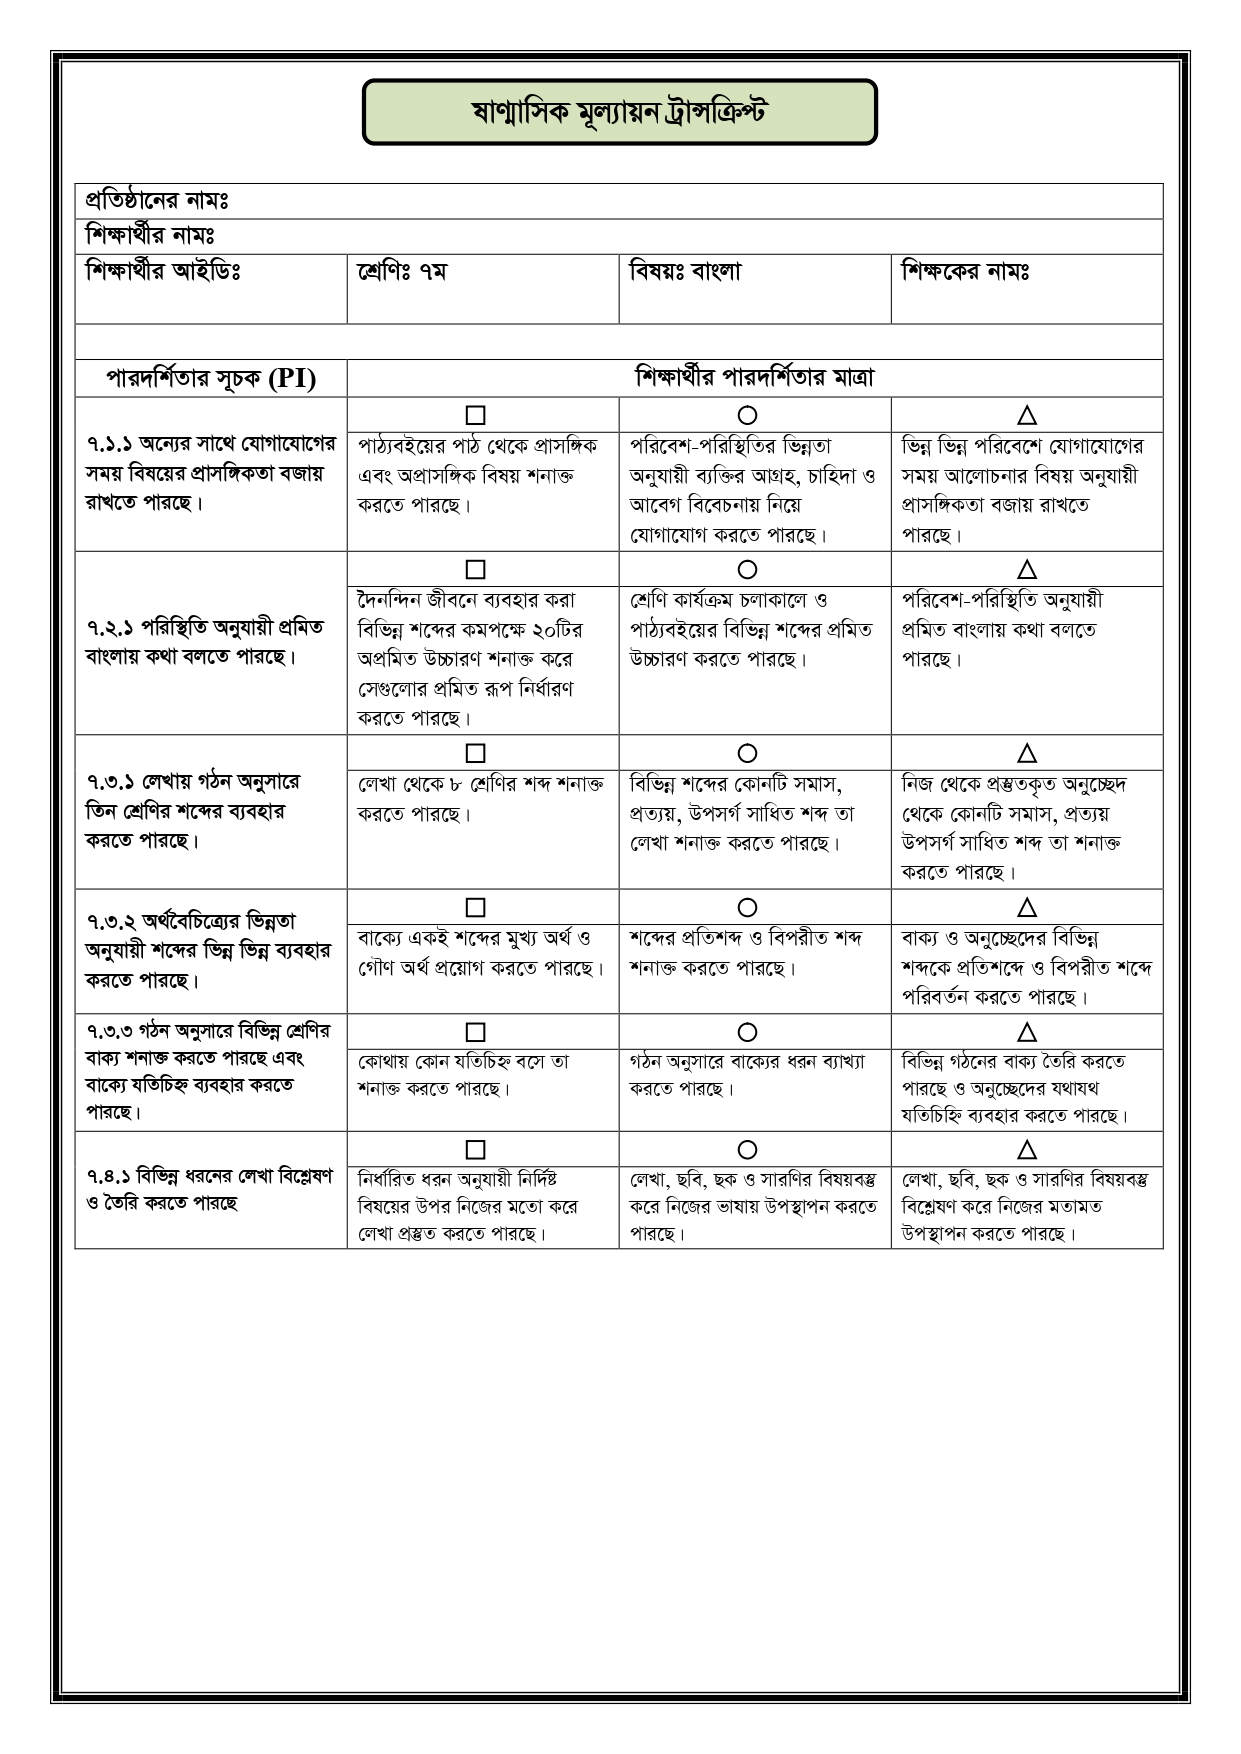 ষাণ্মাসিক মূল্যায়ন ট্রান্সক্রিপ্ট
প্রতিষ্ঠানের নামঃ
শিক্ষার্থীর নামঃ
শিক্ষার্থীর আইডিঃ শ্রেণিঃ ৭ম বিষয়ঃ বাংলা শিক্ষকের নামঃ
পারদর্শিতার সূচক (PI) শিক্ষার্থীর পারদর্শিতার মাত্রা
৭.১.১ অন্যের সাথে যোগাযোগের
সময় বিষয়ের প্রাসঙ্গিকতা বজায়
রাখতে পারছে।
পাঠ্যবইয়ের পাঠ থেকে প্রাসঙ্গিক
এবং অপ্রাসঙ্গিক বিষয় শনাক্ত
করতে পারছে।
পরিবেশ-পরিস্থিতির ভিন্নতা
অনুযায়ী ব্যক্তির আগ্রহ, চাহিদা ও
আবেগ বিবেচনায় নিয়ে
যোগাযোগ করতে পারছে।
ভিন্ন ভিন্ন পরিবেশে যোগাযোগের
সময় আলোচনার বিষয় অনুযায়ী
প্রাসঙ্গিকতা বজায় রাখতে
পারছে।
৭.২.১ পরিস্থিতি অনুযায়ী প্রমিত
বাংলায় কথা বলতে পারছে।
দৈনন্দিন জীবনে ব্যবহার করা
বিভিন্ন শব্দের কমপক্ষে ২০টির
অপ্রমিত উচ্চারণ শনাক্ত করে
সেগুলোর প্রমিত রূপ নির্ধারণ
করতে পারছে।
শ্রেণি কার্যক্রম চলাকালে ও
পাঠ্যবইয়ের বিভিন্ন শব্দের প্রমিত
উচ্চারণ করতে পারছে।
পরিবেশ-পরিস্থিতি অনুযায়ী
প্রমিত বাংলায় কথা বলতে
পারছে।
৭.৩.১ লেখায় গঠন অনুসারে
তিন শ্রেণির শব্দের ব্যবহার
করতে পারছে।
লেখা থেকে ৮ শ্রেণির শব্দ শনাক্ত
করতে পারছে।
বিভিন্ন শব্দের কোনটি সমাস,
প্রত্যয়, উপসর্গ সাধিত শব্দ তা
লেখা শনাক্ত করতে পারছে।
নিজ থেকে প্রস্তুতকৃত অনুচ্ছেদ
থেকে কোনটি সমাস, প্রত্যয়
উপসর্গ সাধিত শব্দ তা শনাক্ত
করতে পারছে।
৭.৩.২ অর্থবৈচিত্র্যের ভিন্নতা
অনুযায়ী শব্দের ভিন্ন ভিন্ন ব্যবহার
করতে পারছে।
বাক্যে একই শব্দের মুখ্য অর্থ ও
গৌণ অর্থ প্রয়োগ করতে পারছে।
শব্দের প্রতিশব্দ ও বিপরীত শব্দ
শনাক্ত করতে পারছে।
বাক্য ও অনুচ্ছেদের বিভিন্ন
শব্দকে প্রতিশব্দে ও বিপরীত শব্দে
পরিবর্তন করতে পারছে।
৭.৩.৩ গঠন অনুসারে বিভিন্ন শ্রেণির
বাক্য শনাক্ত করতে পারছে এবং
বাক্যে যতিচিহ্ন ব্যবহার করতে
পারছে।
কোথায় কোন যতিচিহ্ন বসে তা
শনাক্ত করতে পারছে।
গঠন অনুসারে বাক্যের ধরন ব্যাখ্যা
করতে পারছে।
বিভিন্ন গঠনের বাক্য তৈরি করতে
পারছে ও অনুচ্ছেদের যথাযথ
যতিচিহ্নি ব্যবহার করতে পারছে।
৭.৪.১ বিভিন্ন ধরনের লেখা বিশ্লেষণ
ও তৈরি করতে পারছে
নির্ধারিত ধরন অনুযায়ী নির্দিষ্ট
বিষয়ের উপর নিজের মতো করে
লেখা প্রস্তুত করতে পারছে।
লেখা, ছবি, ছক ও সারণির বিষয়বস্তু
করে নিজের ভাষায় উপস্থাপন করতে
পারছে।
লেখা, ছবি, ছক ও সারণির বিষয়বস্তু
বিশ্লেষণ করে নিজের মতামত
উপস্থাপন করতে পারছে।